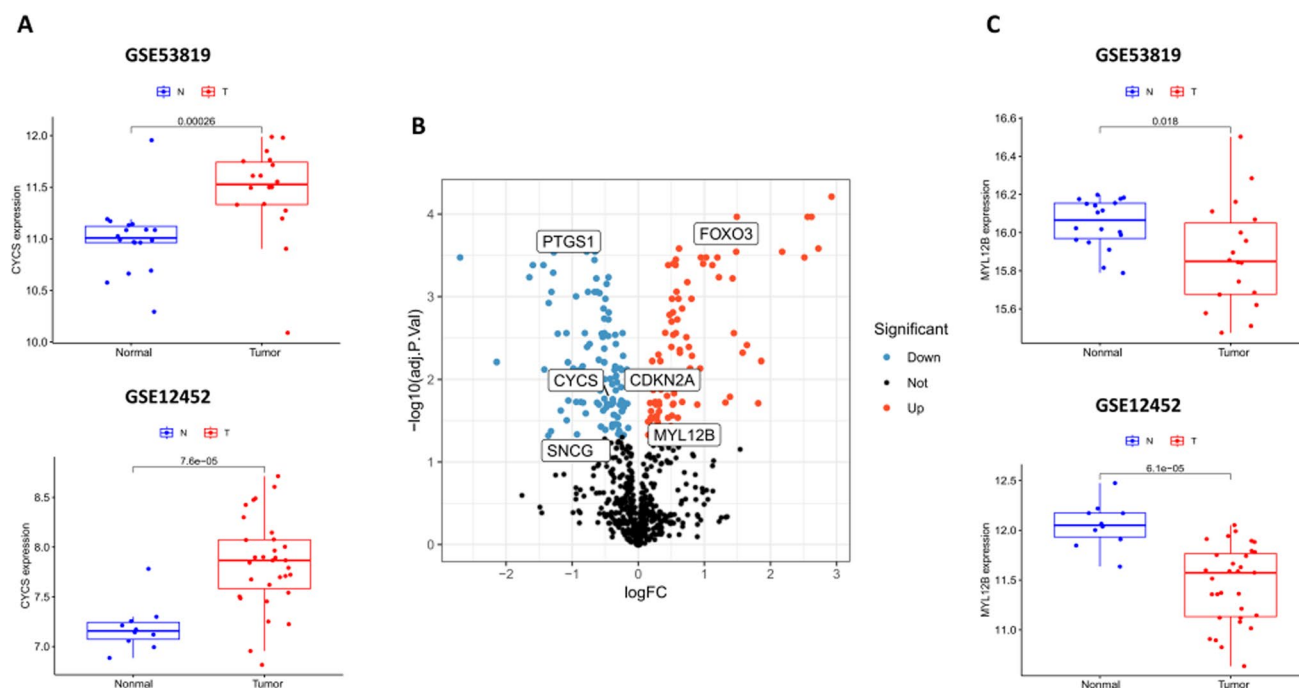 A
GSE53819
N T
0.00026
CYCS expression
12.0
11.5
11.0
10.5
10.0
Normal Tumor
GSE12452
N T
7.6e−05
CYCS expression
8.5
8.0
7.5
7.0
Nonmal Tumor
B
−log10(adj.P.Val)
4
3
2
1
0
PTGS1
FOXO3
CYCS
CDKN2A
SNCG
MYL12B
−2 −1 0 1 2 3
logFC
Significant
Down
Not
Up
C
GSE53819
N T
0.018
MYL12B expression
16.6
16.4
16.2
16.0
15.8
15.6
Nonmal Tumor
GSE12452
N T
6.1e−05
MYL12B expression
12.5
12.0
11.5
11.0
Nonmal Tumor